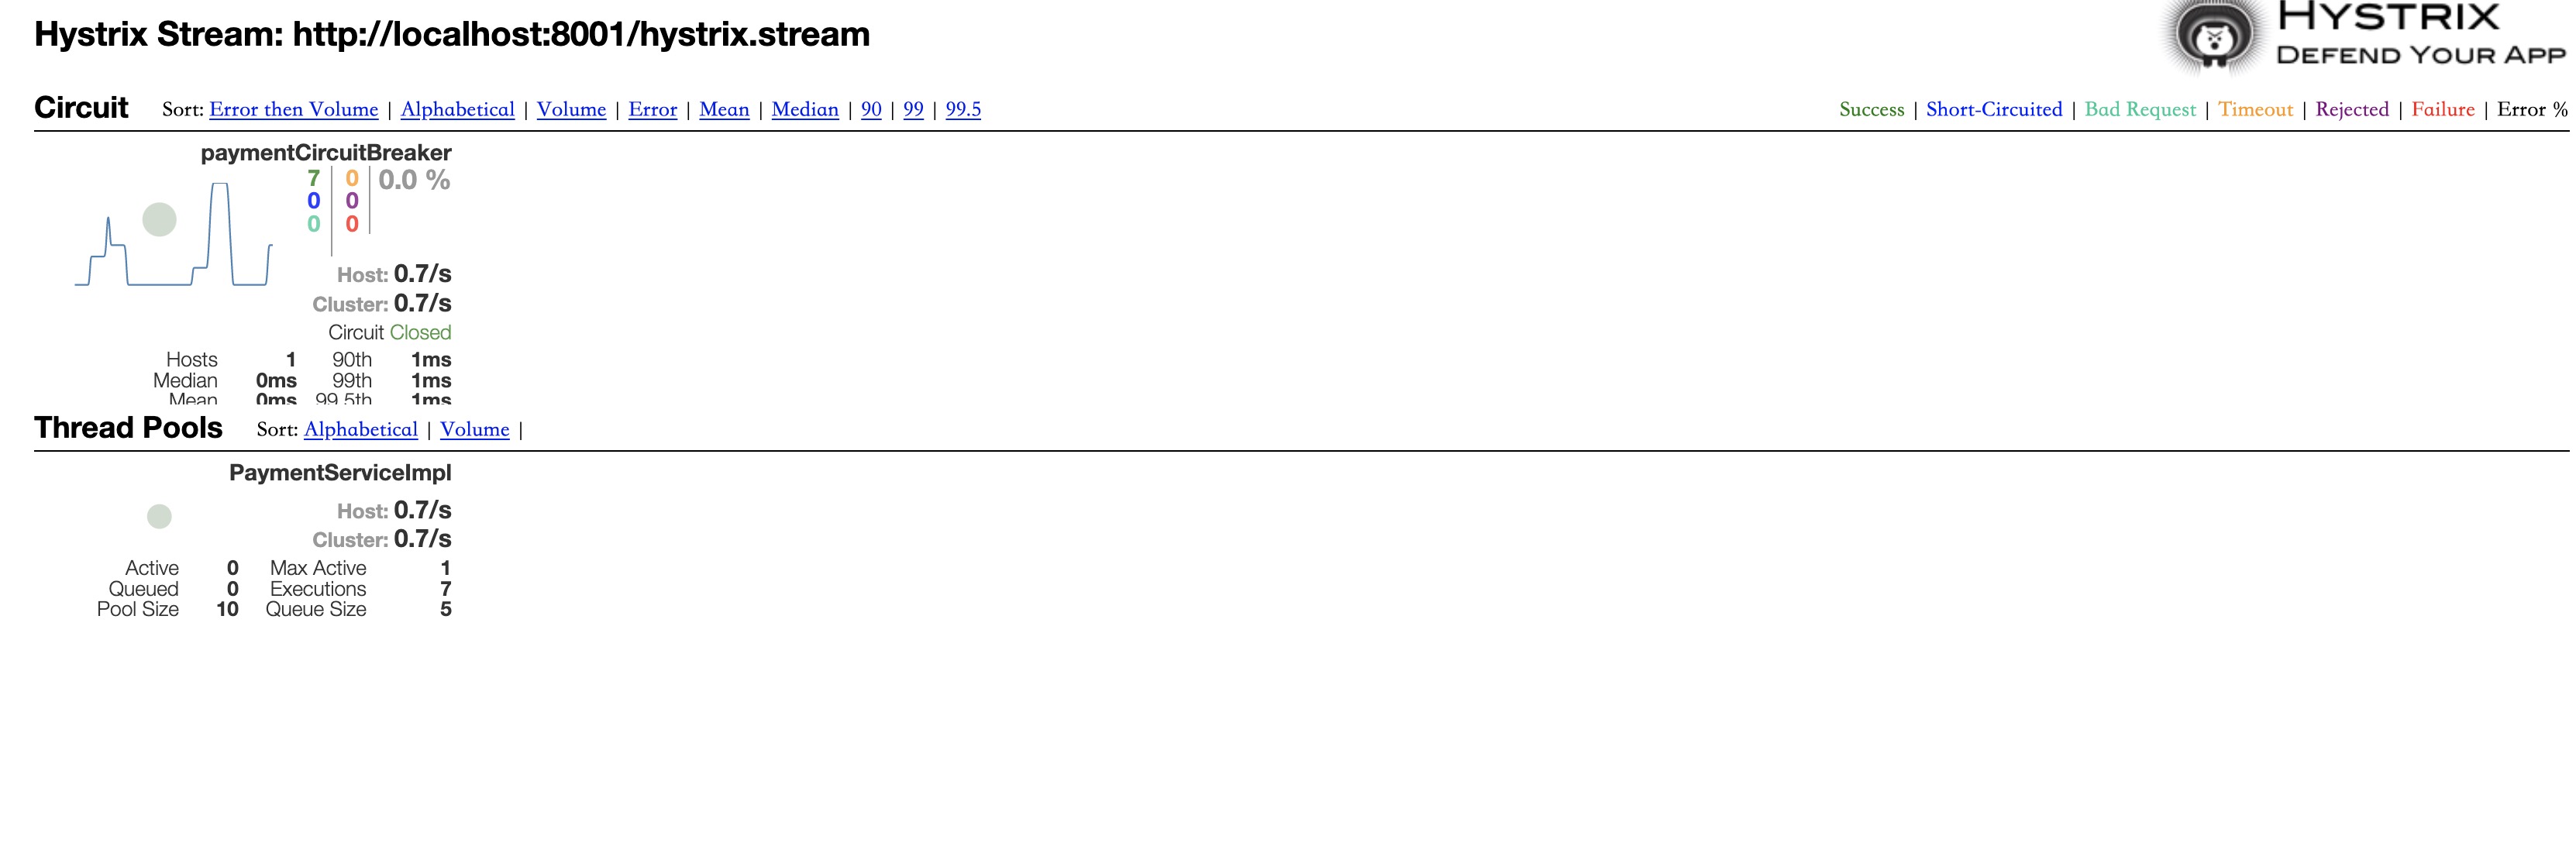 Hystrix Stream: http://localhost:8001/hystrix.stream
HYSTRIX
DEFEND YOUR APP
Circuit Sort: Error then Volume | Alphabetical | Volume | Error | Mean | Median | 90 | 99 | 99.5
Success | Short-Circuited | Bad Request | Timeout | Rejected | Failure | Error %
paymentCircuitBreaker
7 0 0.0 %
0 0
0 0
Host: 0.7/s
Cluster: 0.7/s
Circuit Closed
Hosts 1 90th 1ms
Median 0ms 99th 1ms
Mean 0ms 99.5th 1ms
Thread Pools Sort: Alphabetical | Volume |
PaymentServiceImpl
Host: 0.7/s
Cluster: 0.7/s
Active 0 Max Active 1
Queued 0 Executions 7
Pool Size 10 Queue Size 5